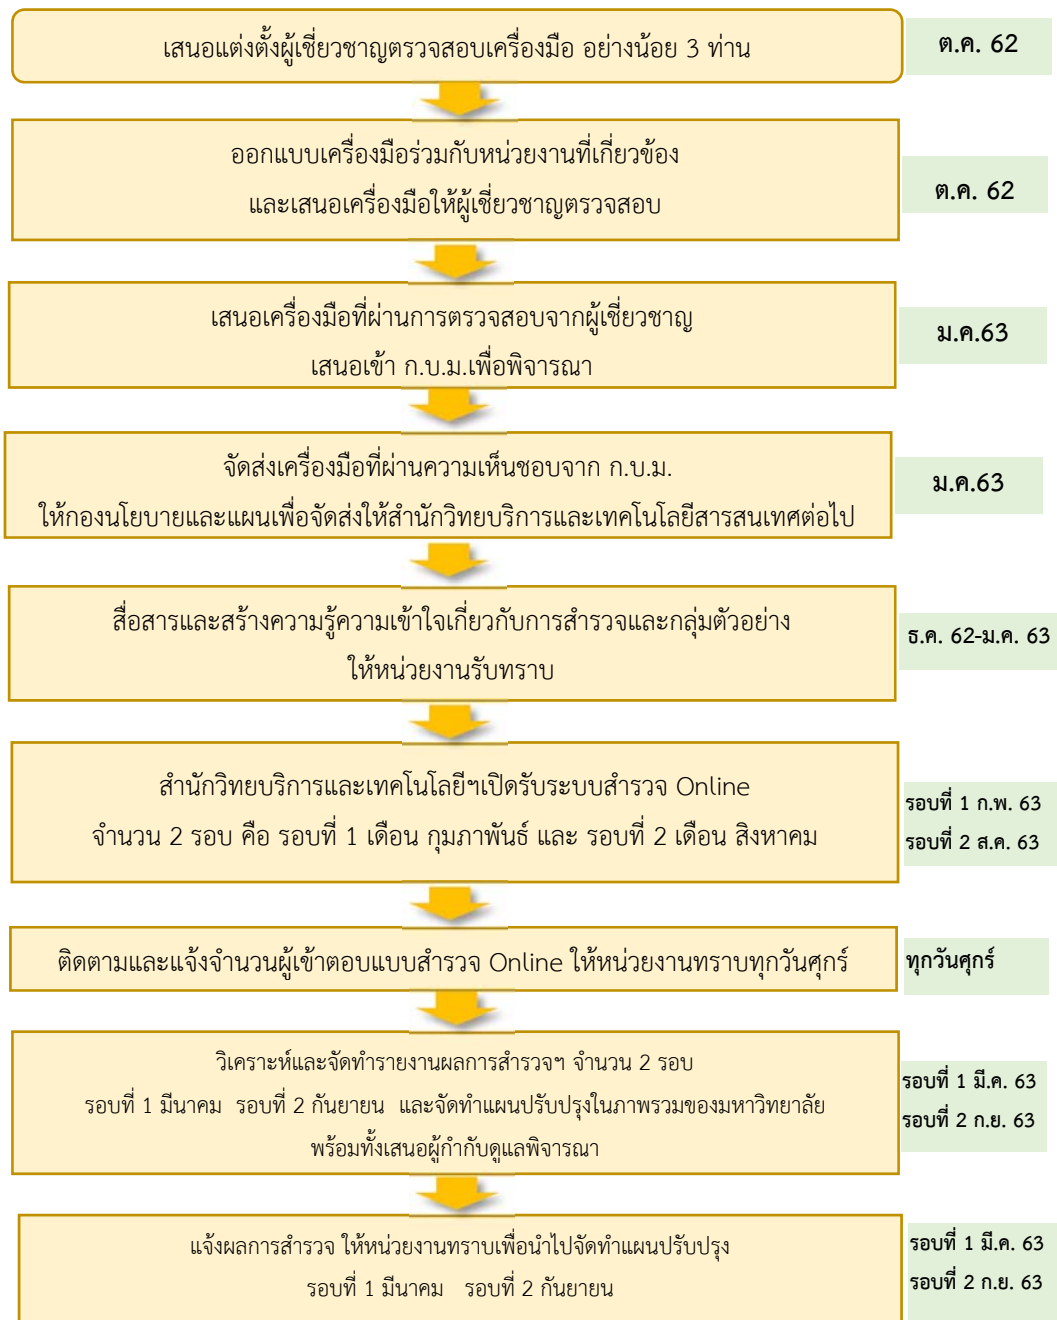 เสนอแต่งตั้งผู้เชี่ยวชาญตรวจสอบเครื่องมือ อย่างน้อย 3 ท่าน
ต.ค. 62
ออกแบบเครื่องมือร่วมกับหน่วยงานที่เกี่ยวข้อง
และเสนอเครื่องมือให้ผู้เชี่ยวชาญตรวจสอบ
ต.ค. 62
เสนอเครื่องมือที่ผ่านการตรวจสอบจากผู้เชี่ยวชาญ
เสนอเข้า ก.บ.ม.เพื่อพิจารณา
ม.ค.63
จัดส่งเครื่องมือที่ผ่านความเห็นชอบจาก ก.บ.ม.
ให้กองนโยบายและแผนเพื่อจัดส่งให้สำนักวิทยบริการและเทคโนโลยีสารสนเทศต่อไป
ม.ค.63
สื่อสารและสร้างความรู้ความเข้าใจเกี่ยวกับการสำรวจและกลุ่มตัวอย่าง
ให้หน่วยงานรับทราบ
ธ.ค. 62-ม.ค. 63
สำนักวิทยบริการและเทคโนโลยีฯเปิดรับระบบสำรวจ Online
จำนวน 2 รอบ คือ รอบที่ 1 เดือน กุมภาพันธ์ และ รอบที่ 2 เดือน สิงหาคม
รอบที่ 1 ก.พ. 63
รอบที่ 2 ส.ค. 63
ติดตามและแจ้งจำนวนผู้เข้าตอบแบบสำรวจ Online ให้หน่วยงานทราบทุกวันศุกร์
ทุกวันศุกร์
วิเคราะห์และจัดทำรายงานผลการสำรวจฯ จำนวน 2 รอบ
รอบที่ 1 มีนาคม รอบที่ 2 กันยายน และจัดทำแผนปรับปรุงในภาพรวมของมหาวิทยาลัย
พร้อมทั้งเสนอผู้กำกับดูแลพิจารณา
รอบที่ 1 มี.ค. 63
รอบที่ 2 ก.ย. 63
แจ้งผลการสำรวจ ให้หน่วยงานทราบเพื่อนำไปจัดทำแผนปรับปรุง
รอบที่ 1 มีนาคม รอบที่ 2 กันยายน
รอบที่ 1 มี.ค. 63
รอบที่ 2 ก.ย. 63